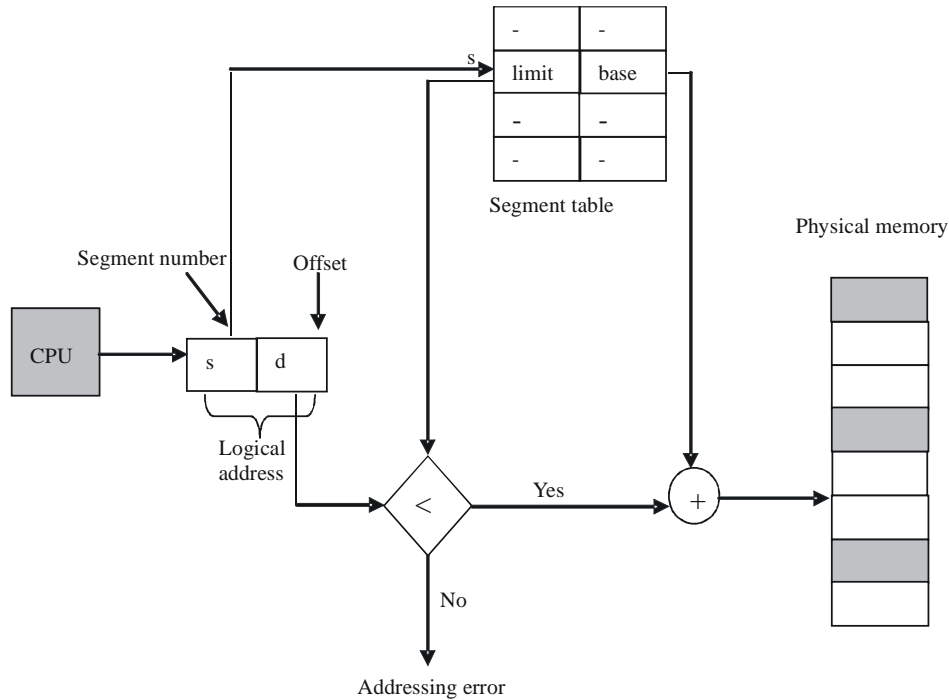 - -
s
limit base
- -
- -
Segment table
Physical memory
Segment number
Offset
CPU
s d
Logical
address
<
Yes
+
No
Addressing error